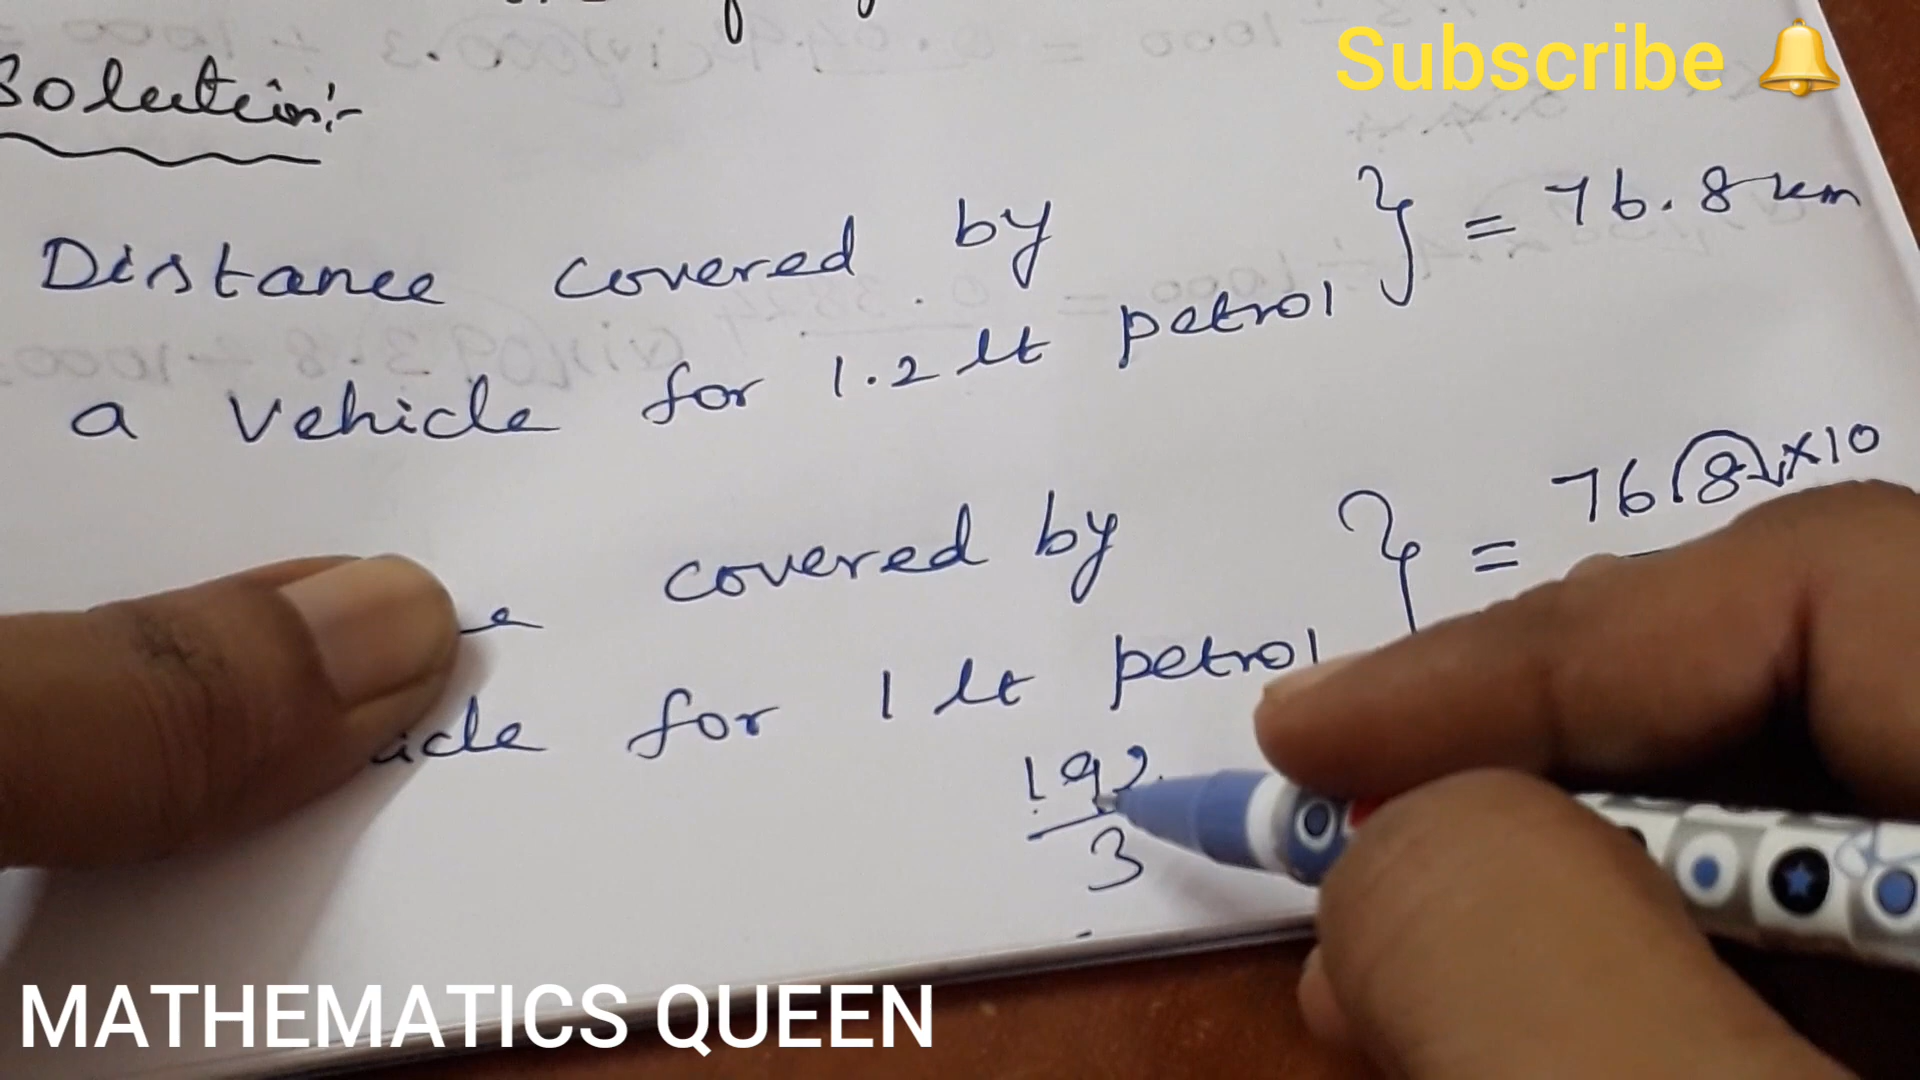 Subscribe
Solution:-
Distance covered by
a vehicle for 1.2 lt petrol } = 76.8 km
covered by
for 1 lt petrol } = 76.8 x10
192
3
MATHEMATICS QUEEN